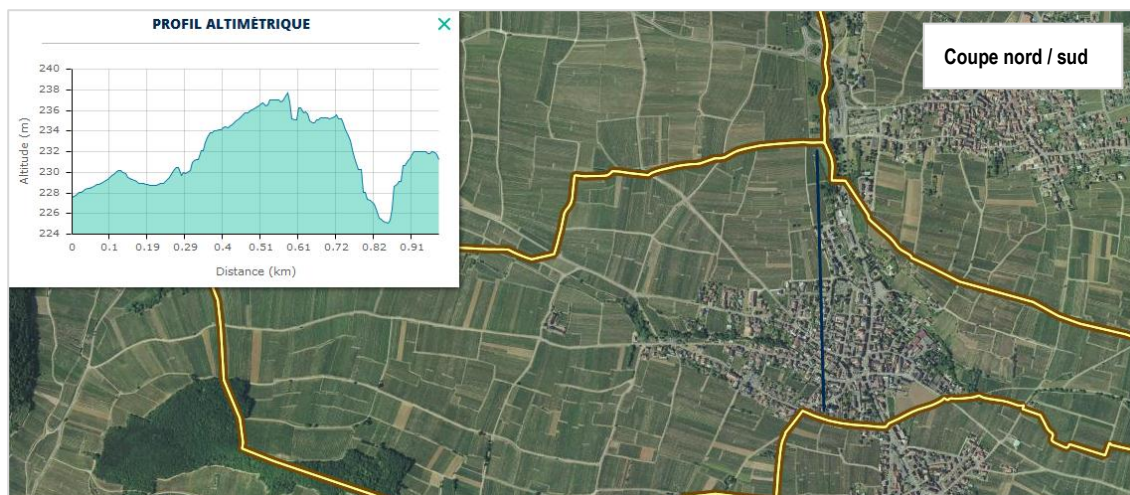 PROFIL ALTIMÉTRIQUE ×
Altitude (m)
240
238
236
234
232
230
228
226
224
0 0.1 0.19 0.29 0.4 0.51 0.61 0.72 0.82 0.91
Distance (km)
Coupe nord / sud